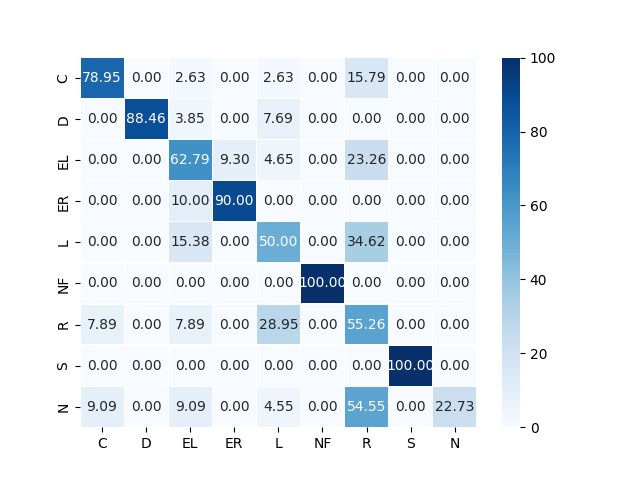 C 78.95 0.00 2.63 0.00 2.63 0.00 15.79 0.00 0.00
D 0.00 88.46 3.85 0.00 7.69 0.00 0.00 0.00 0.00
EL 0.00 0.00 62.79 9.30 4.65 0.00 23.26 0.00 0.00
ER 0.00 0.00 10.00 90.00 0.00 0.00 0.00 0.00 0.00
L 0.00 0.00 15.38 0.00 50.00 0.00 34.62 0.00 0.00
NF 0.00 0.00 0.00 0.00 0.00 100.00 0.00 0.00 0.00
R 7.89 0.00 7.89 0.00 28.95 0.00 55.26 0.00 0.00
S 0.00 0.00 0.00 0.00 0.00 0.00 0.00 100.00 0.00
N 9.09 0.00 9.09 0.00 4.55 0.00 54.55 0.00 22.73
C D EL ER L NF R S N
100
80
60
40
20
0